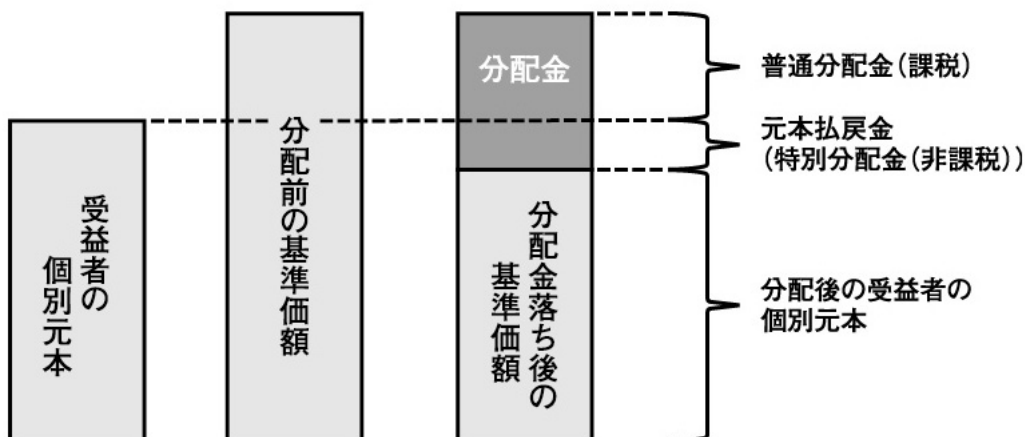 受益者の
個別元本
分配前の基準価額
分配金
分配金落ち後の
基準価額
普通分配金(課税)
元本払戻金
(特別分配金(非課税))
分配後の受益者の
個別元本